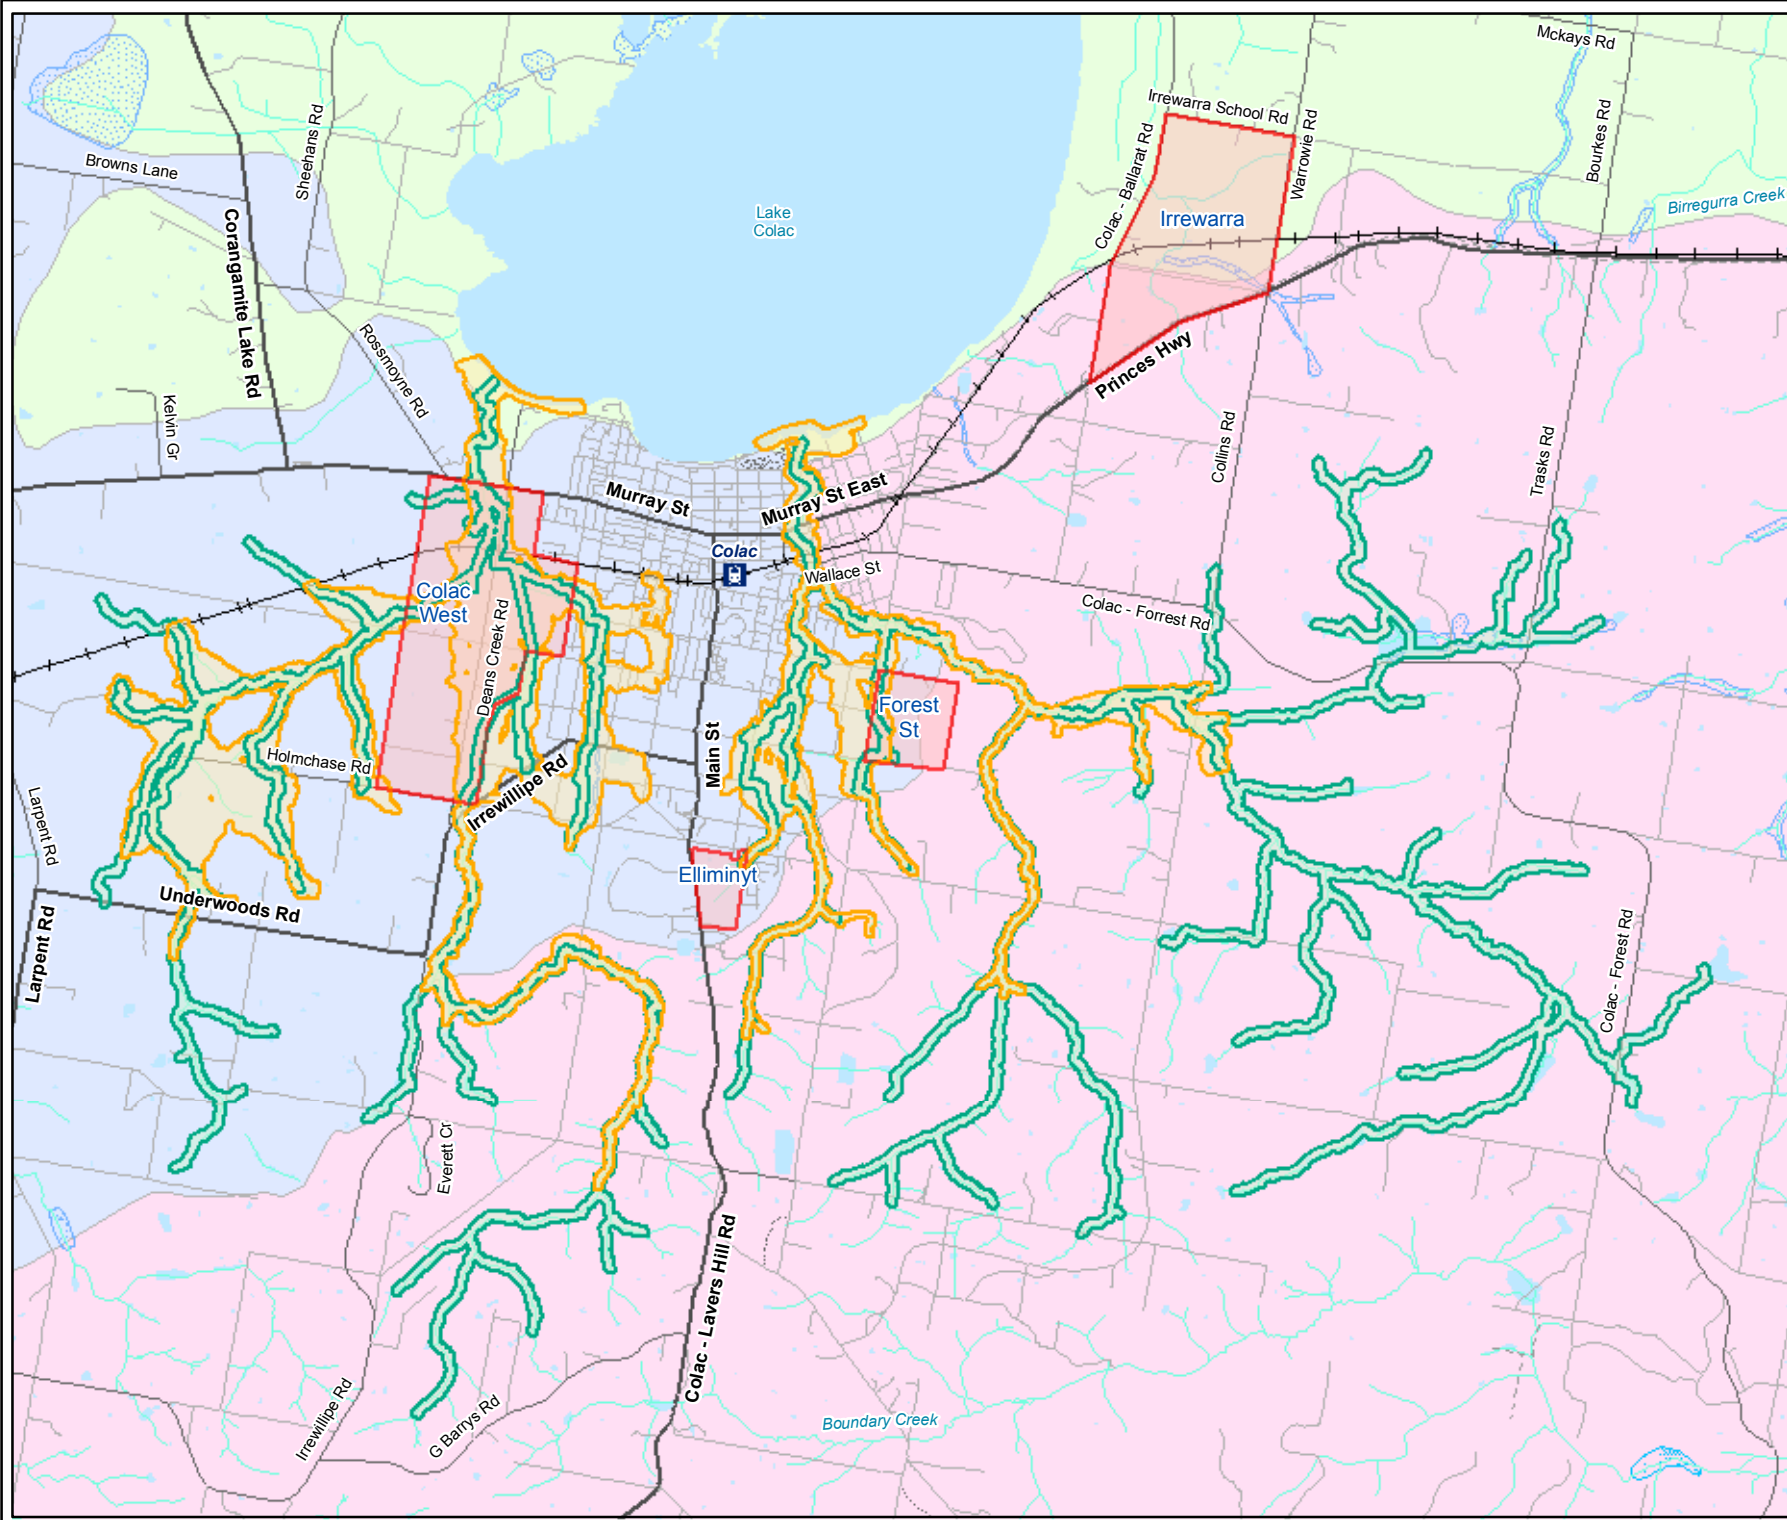 Mckays Rd
Irrewarra School Rd
Sheehans Rd
Colac - Ballarat Rd
Warrowie Rd
Bourkes Rd
Browns Lane
Birregurra Creek
Lake
Colac
Irrewarra
Corangamite Lake Rd
Rossmoyne Rd
Princes Hwy
Kelvin Gr
Collins Rd
Trasks Rd
Murray St
Murray St East
Colac
Wallace St
Colac
West
Colac - Forrest Rd
Deans Creek Rd
Forest
St
Main St
Holmchase Rd
Irrewillipe Rd
Larpent Rd
Elliminyt
Underwoods Rd
Larpent Rd
Colac - Forest Rd
Everett Cr
Colac - Lavers Hill Rd
Irrewillipe Rd
G Barrys Rd
Boundary Creek